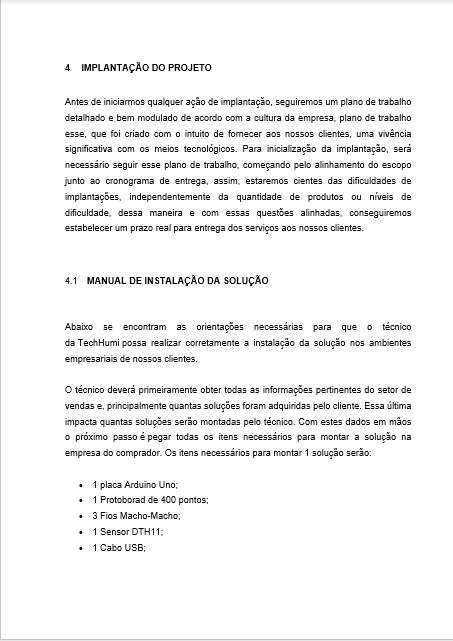 4 IMPLANTAÇÃO DO PROJETO
Antes de iniciarmos qualquer ação de implantação, seguiremos um plano de trabalho
detalhado e bem modulado de acordo com a cultura da empresa, plano de trabalho
esse, que foi criado com o intuito de fornecer aos nossos clientes, uma vivência
significativa com os meios tecnológicos. Para inicialização da implantação, será
necessário seguir esse plano de trabalho, começando pelo alinhamento do escopo
junto ao cronograma de entrega, assim, estaremos cientes das dificuldades de
implantações, independentemente da quantidade de produtos ou níveis de
dificuldade, dessa maneira e com essas questões alinhadas, conseguiremos
estabelecer um prazo real para entrega dos serviços aos nossos clientes.
4.1 MANUAL DE INSTALAÇÃO DA SOLUÇÃO
Abaixo se encontram as orientações necessárias para que o técnico
da TechHumi possa realizar corretamente a instalação da solução nos ambientes
empresariais de nossos clientes.
O técnico deverá primeiramente obter todas as informações pertinentes do setor de
vendas e, principalmente quantas soluções foram adquiridas pelo cliente. Essa última
impacta quantas soluções serão montadas pelo técnico. Com estes dados em mãos
o próximo passo é pegar todas os itens necessários para montar a solução na
empresa do comprador. Os itens necessários para montar 1 solução serão:
• 1 placa Arduino Uno;
• 1 Protoborad de 400 pontos;
• 3 Fios Macho-Macho;
• 1 Sensor DTH11;
• 1 Cabo USB;